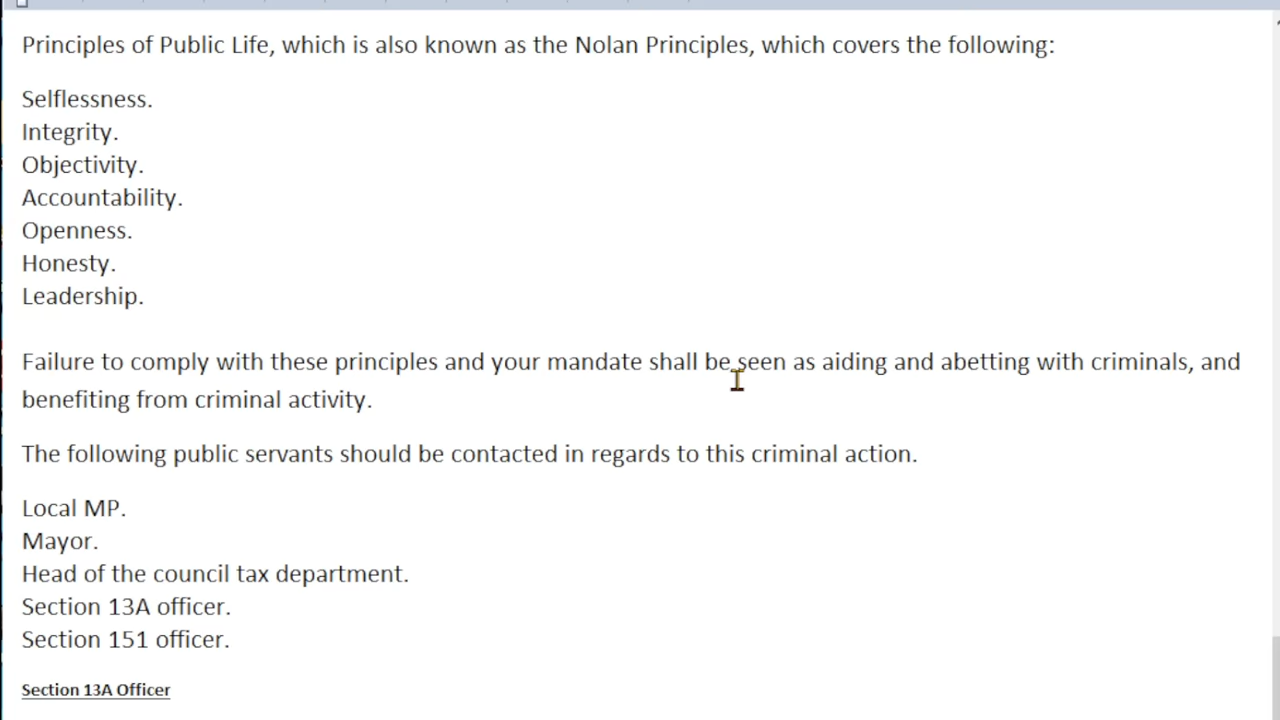 Principles of Public Life, which is also known as the Nolan Principles, which covers the following:
Selflessness.
Integrity.
Objectivity.
Accountability.
Openness.
Honesty.
Leadership.
Failure to comply with these principles and your mandate shall be seen as aiding and abetting with criminals, and
benefiting from criminal activity.
The following public servants should be contacted in regards to this criminal action.
Local MP.
Mayor.
Head of the council tax department.
Section 13A officer.
Section 151 officer.
Section 13A Officer